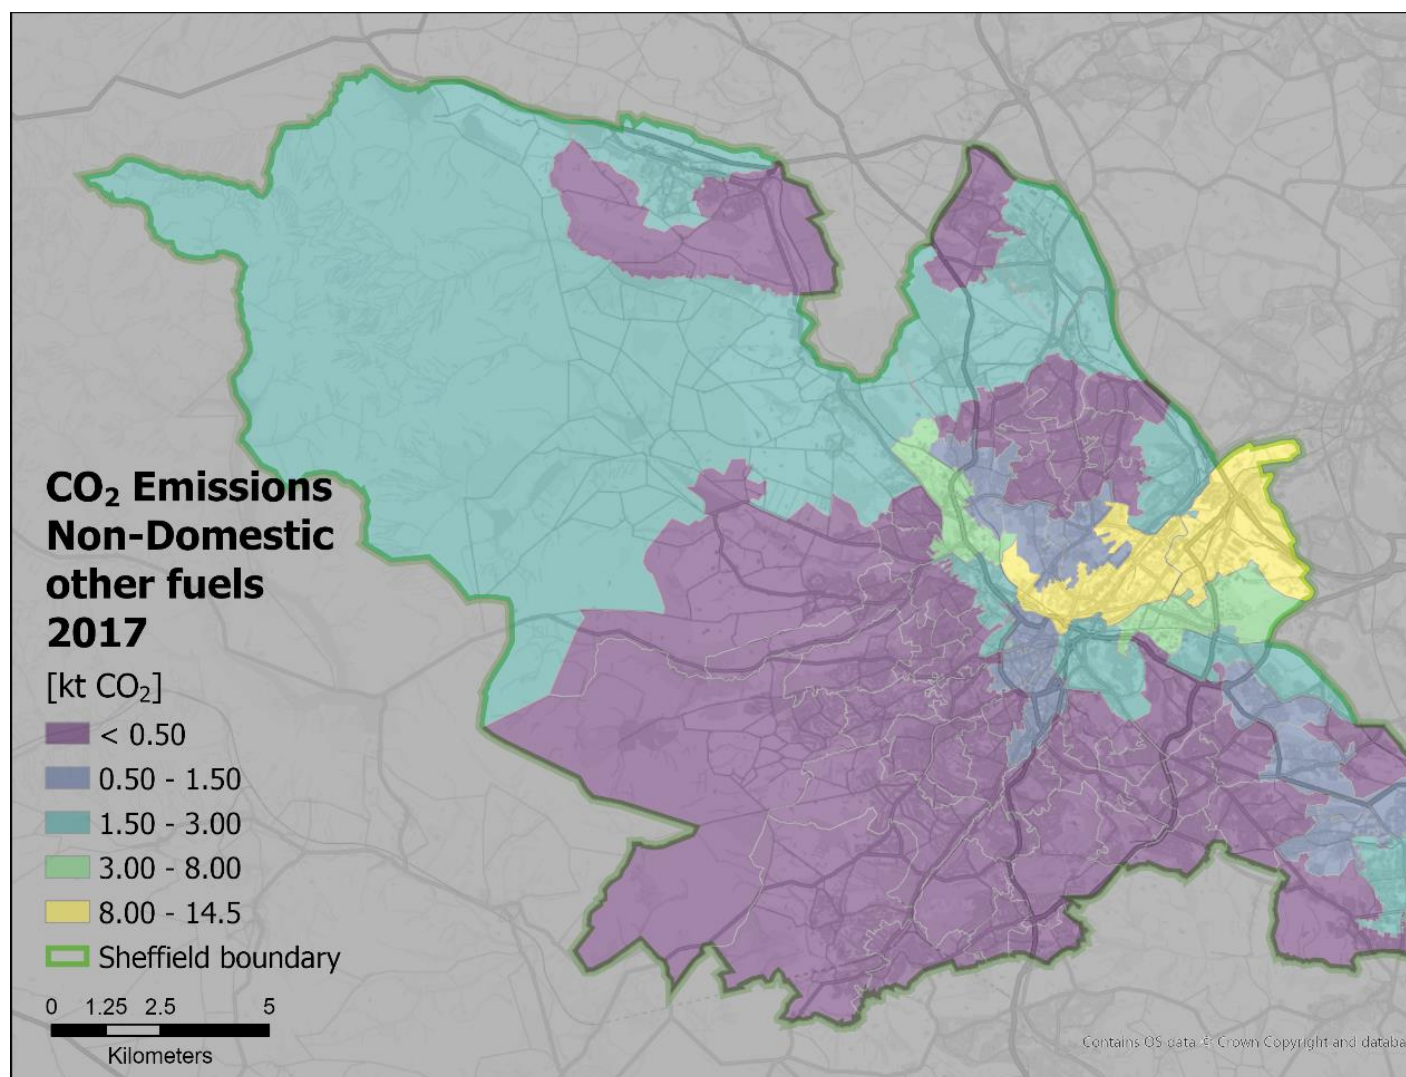 CO₂ Emissions
Non-Domestic
other fuels
2017
[kt CO₂]
< 0.50
0.50 - 1.50
1.50 - 3.00
3.00 - 8.00
8.00 - 14.5
Sheffield boundary
0 1.25 2.5 5
Kilometers
Contains OS data © Crown Copyright and databa